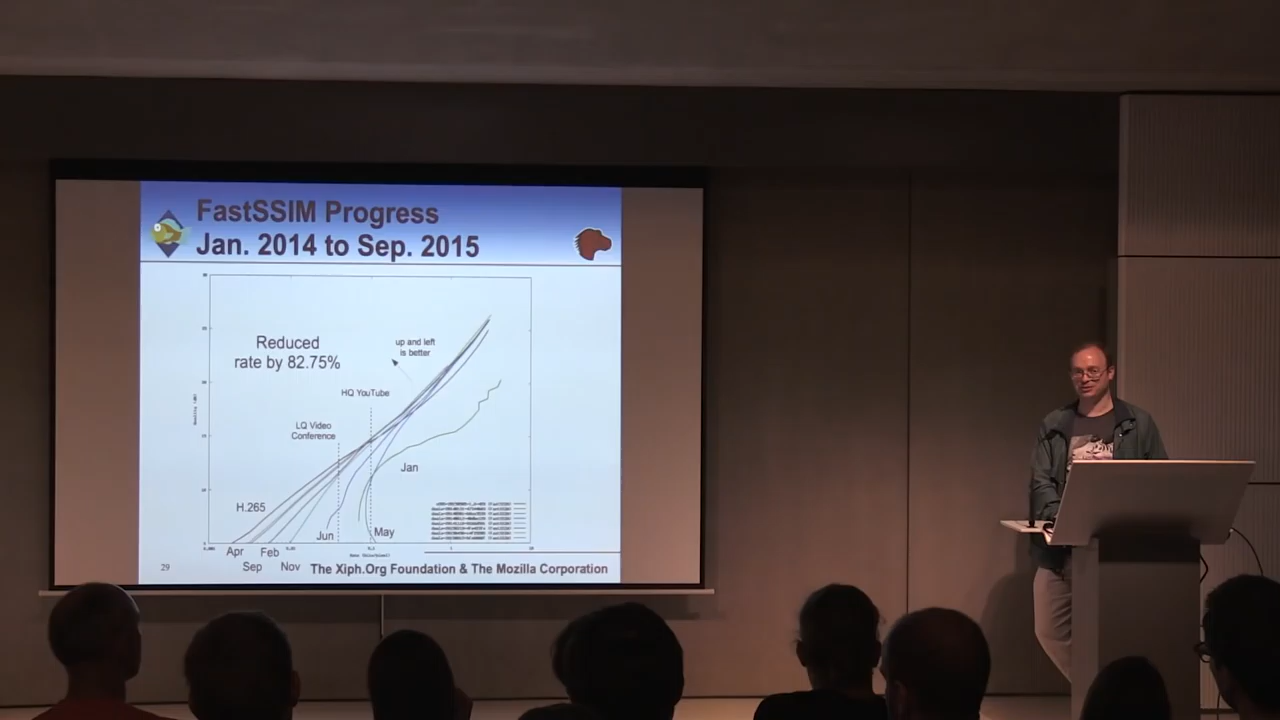 FastSSIM Progress
Jan. 2014 to Sep. 2015
Reduced
rate by 82.75%
up and left
is better
HQ YouTube
LQ Video
Conference
Jan
H.265
Jun
May
Apr
Feb
Sep
Nov
29
The Xiph.Org Foundation & The Mozilla Corporation